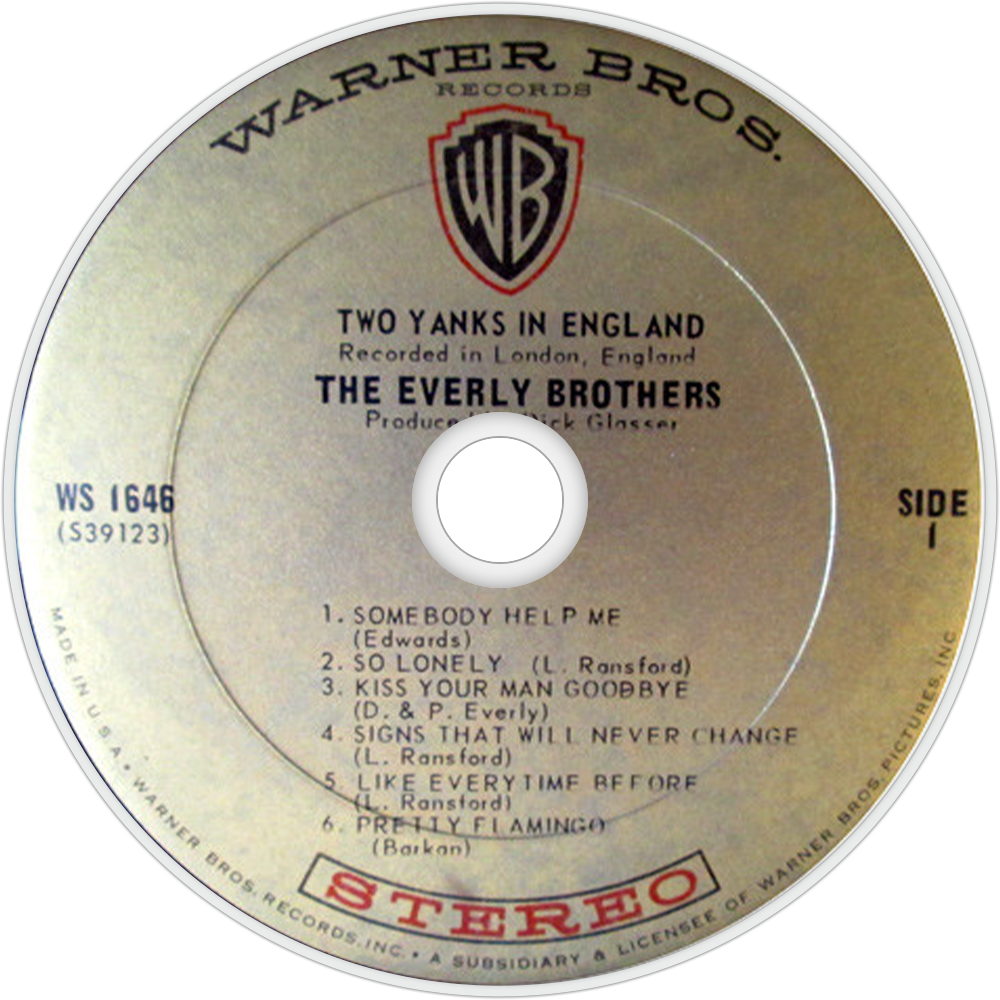 WARNER BROS.
RECORDS
WB
TWO YANKS IN ENGLAND
Recorded in London, England
THE EVERLY BROTHERS
Produced Dick Glasser
WS 1646
(S39123)
SIDE
1
1. SOMEBODY HELP ME
(Edwards)
2. SO LONELY (L. Ransford)
3. KISS YOUR MAN GOODBYE
(D. & P. Everly)
4. SIGNS THAT WILL NEVER CHANGE
(L. Ransford)
5. LIKE EVERYTIME BEFORE
(L. Ransford)
6. PRETTY FLAMINGO
(Barkan)
STEREO
MADE IN U.S.A • WARNER BROS. RECORDS, INC. • A SUBSIDIARY & LICENSEE OF WARNER BROS. PICTURES, INC